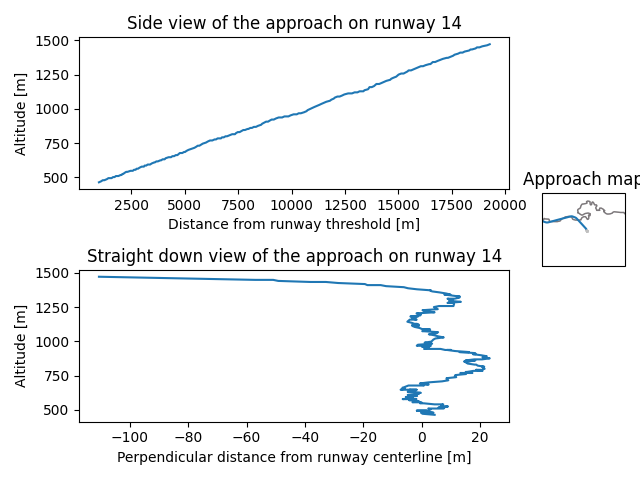 Side view of the approach on runway 14
1500
1250
1000
750
500
Altitude [m]
2500 5000 7500 10000 12500 15000 17500 20000
Distance from runway threshold [m]
Approach map
Straight down view of the approach on runway 14
1500
1250
1000
750
500
Altitude [m]
−100 −80 −60 −40 −20 0 20
Perpendicular distance from runway centerline [m]